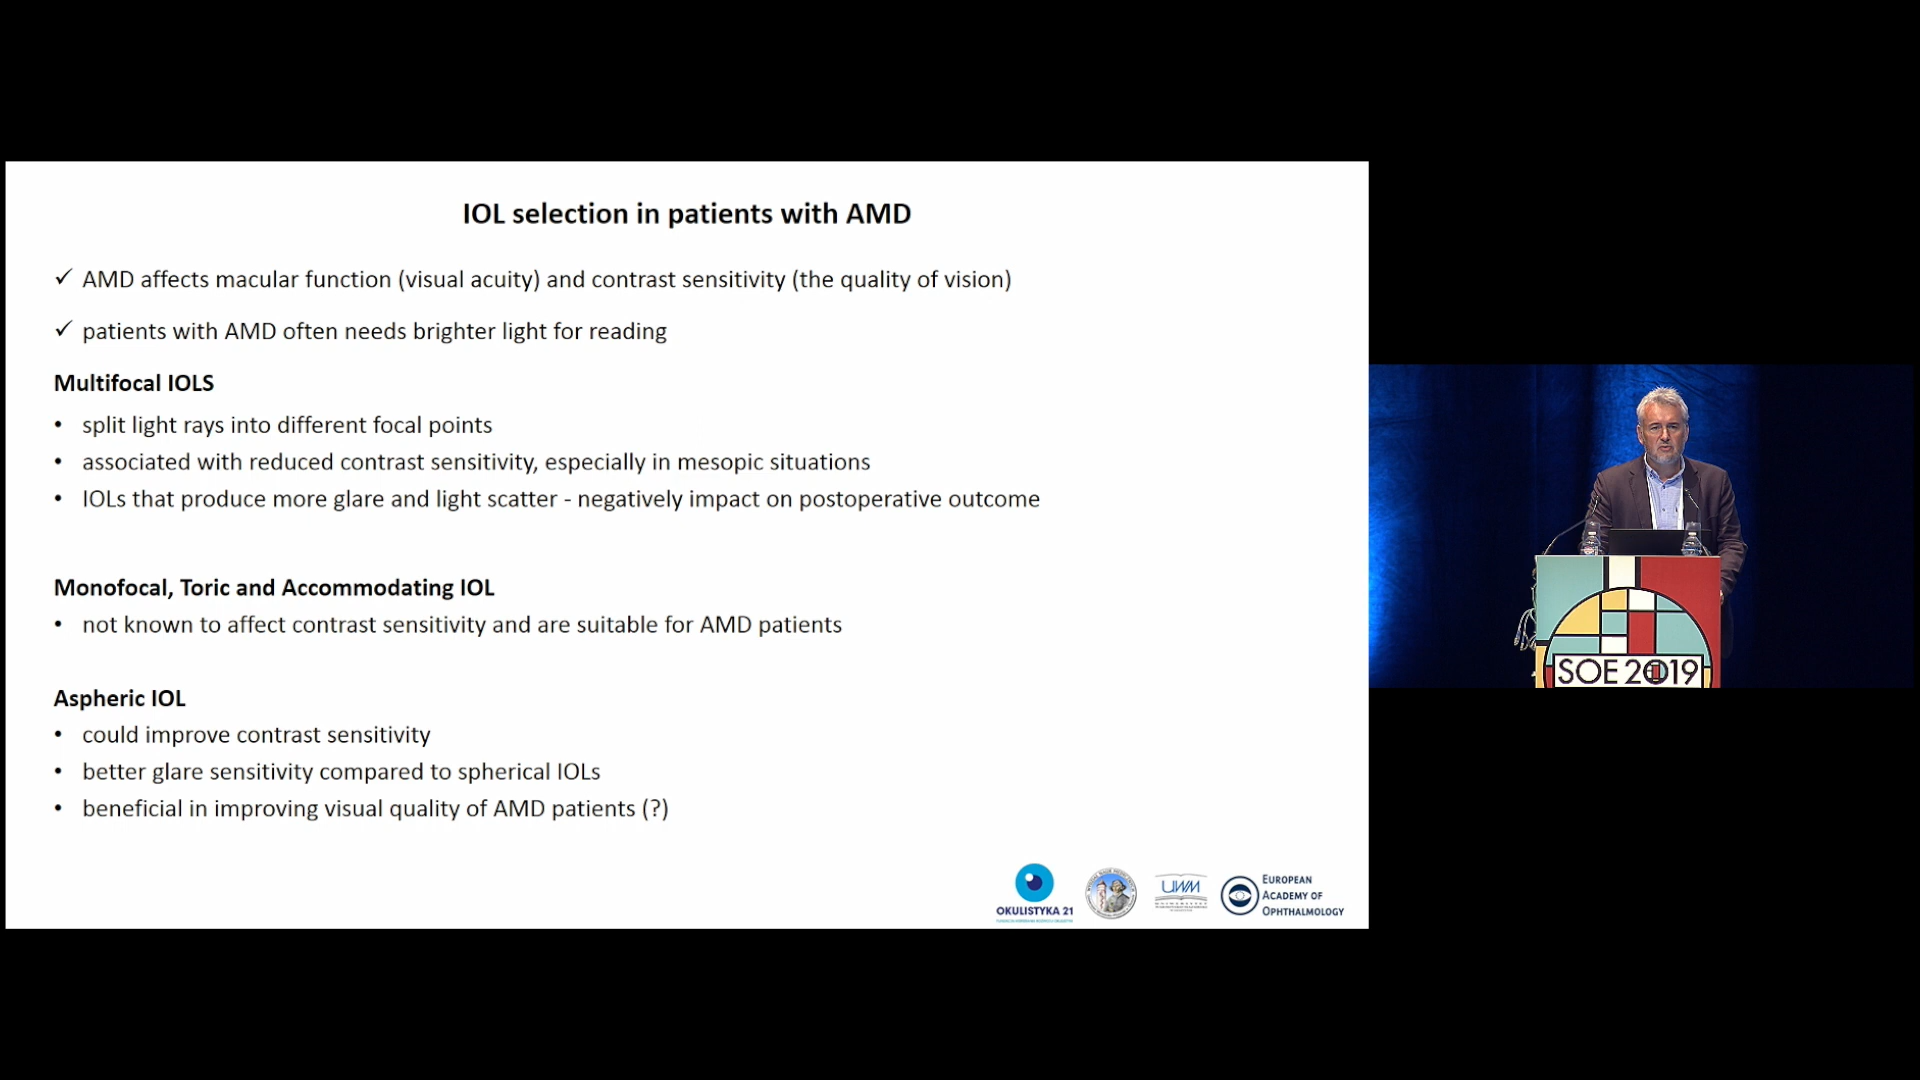 IOL selection in patients with AMD
✓ AMD affects macular function (visual acuity) and contrast sensitivity (the quality of vision)
✓ patients with AMD often needs brighter light for reading
Multifocal IOLS
• split light rays into different focal points
• associated with reduced contrast sensitivity, especially in mesopic situations
• IOLs that produce more glare and light scatter - negatively impact on postoperative outcome
Monofocal, Toric and Accommodating IOL
• not known to affect contrast sensitivity and are suitable for AMD patients
Aspheric IOL
• could improve contrast sensitivity
• better glare sensitivity compared to spherical IOLs
• beneficial in improving visual quality of AMD patients (?)
OKULISTYKA 21
UWM
EUROPEAN
ACADEMY OF
OPHTHALMOLOGY
SOE 2019